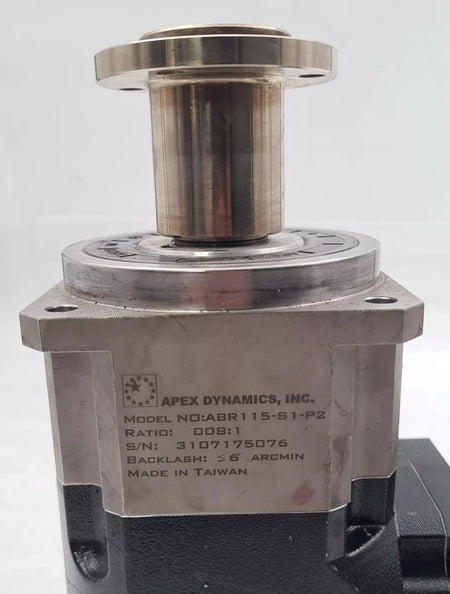 APEX DYNAMICS, INC.
MODEL NO:ABR115-S1-P2
RATIO: 008:1
S/N: 3107175076
BACKLASH: ≤6 ARCMIN
MADE IN TAIWAN